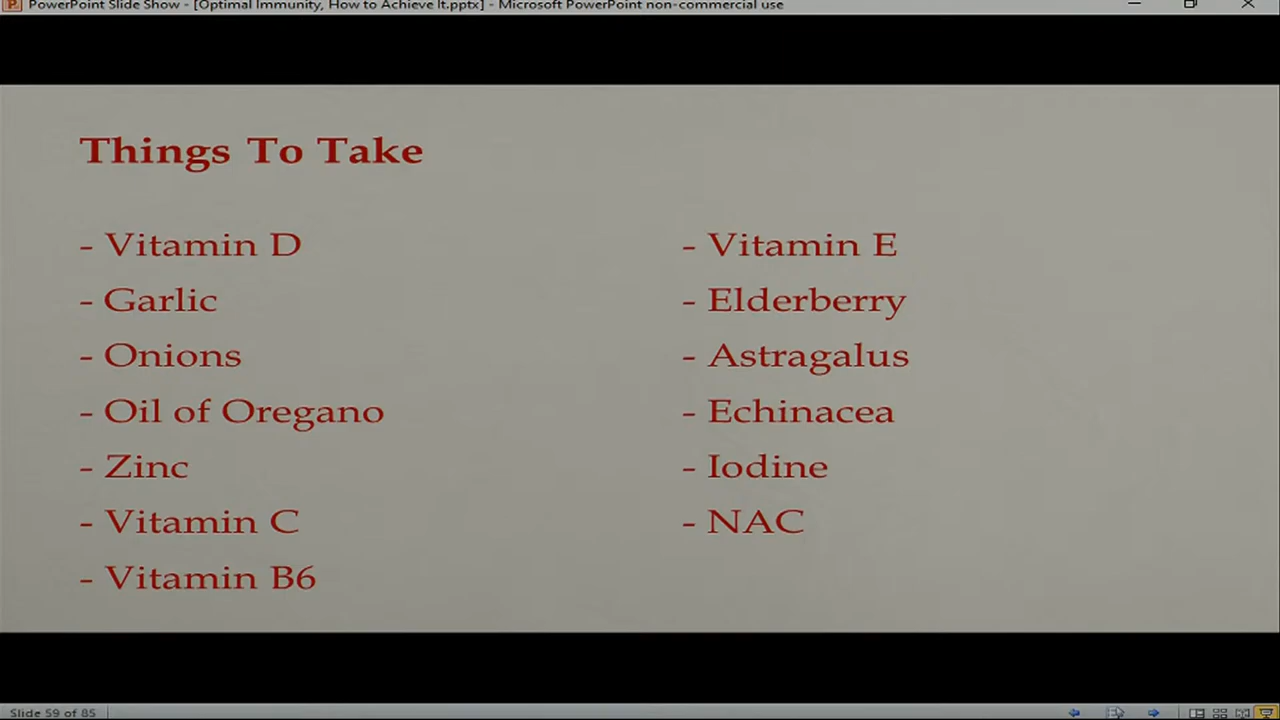 PowerPoint Slide Show - [Optimal Immunity, How to Achieve It.pptx] - Microsoft PowerPoint non-commercial use
Things To Take
- Vitamin D
- Garlic
- Onions
- Oil of Oregano
- Zinc
- Vitamin C
- Vitamin B6
- Vitamin E
- Elderberry
- Astragalus
- Echinacea
- Iodine
- NAC
Slide 59 of 85